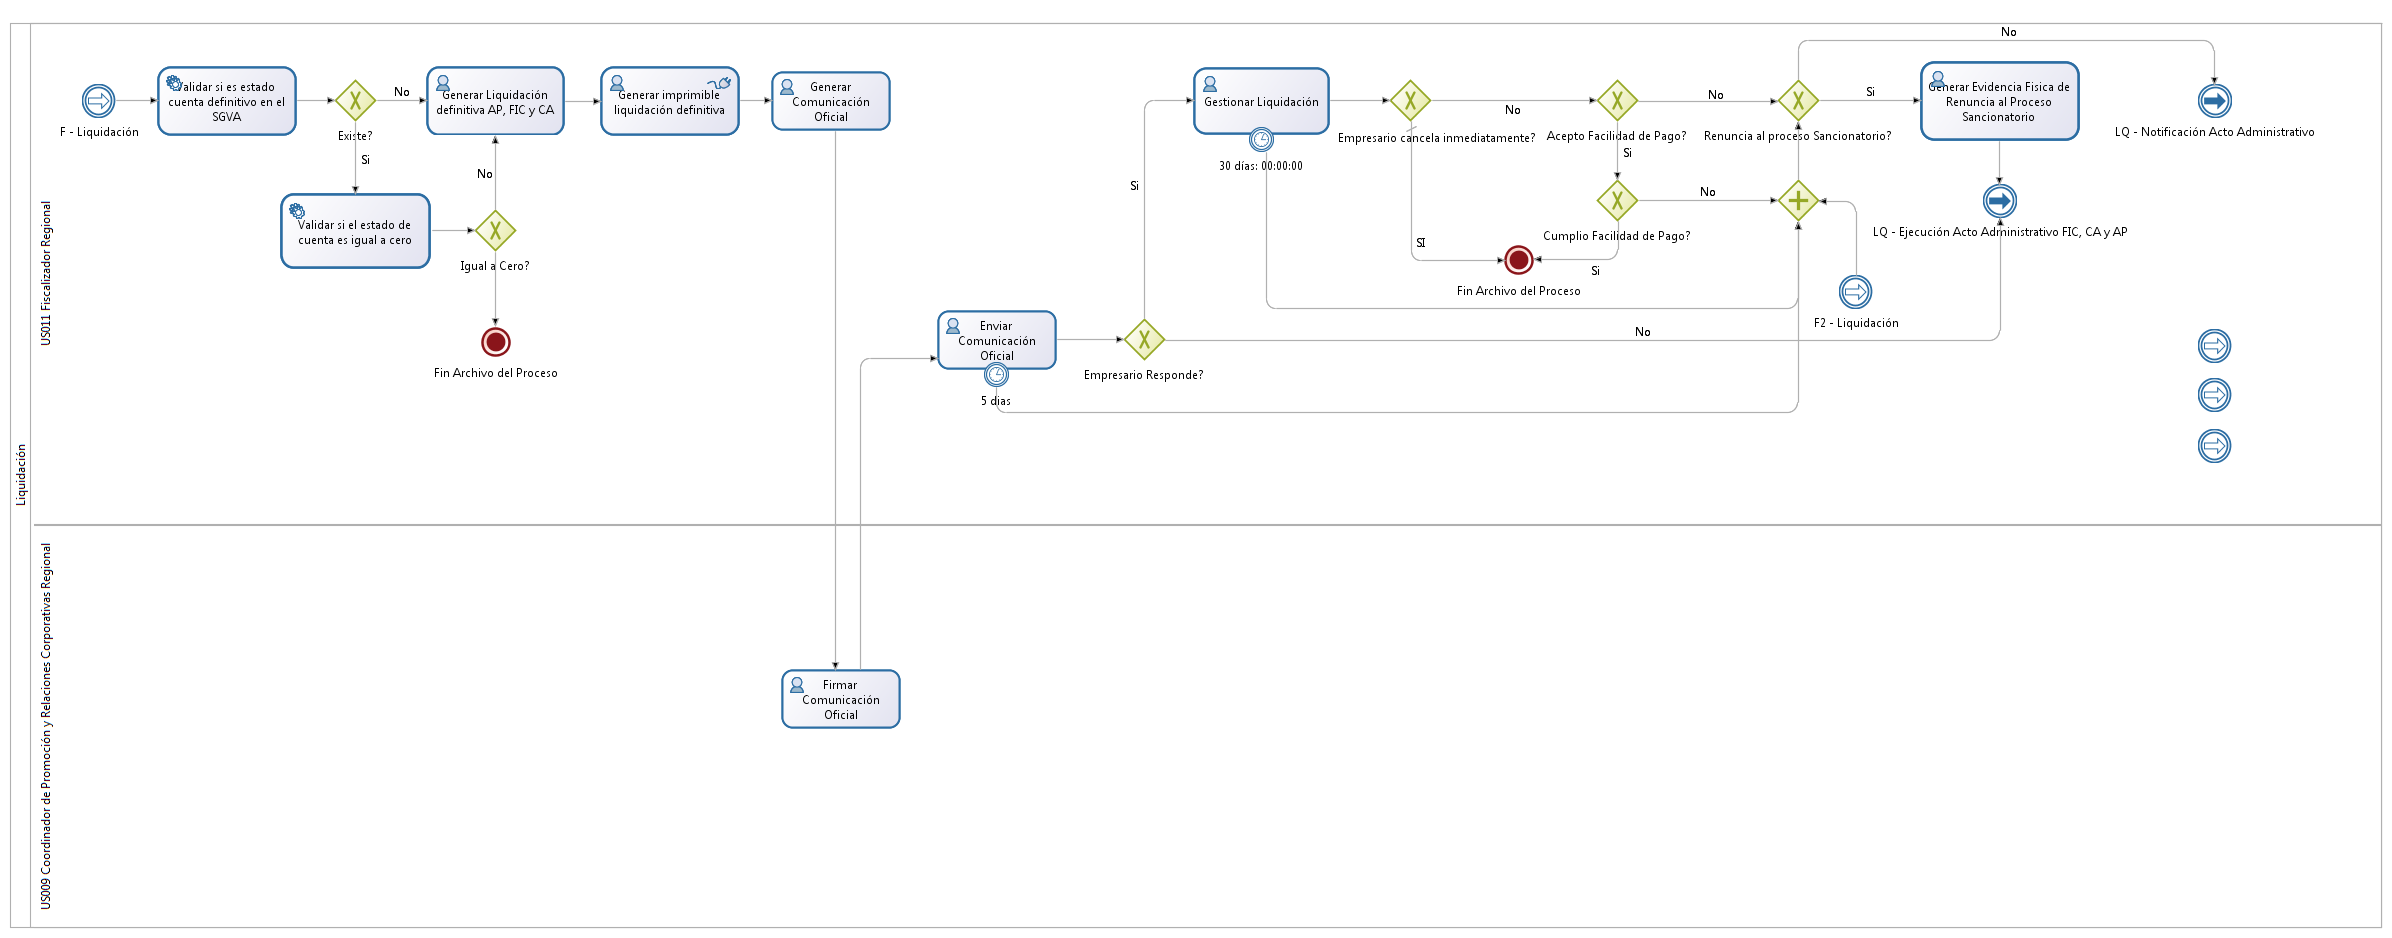 Liquidación
US011 Fiscalizador Regional
US009 Coordinador de Promoción y Relaciones Corporativas Regional
F - Liquidación
Validar si es estado
cuenta definitivo en el
SGVA
Existe?
No
Si
Generar Liquidación
definitiva AP, FIC y CA
Generar imprimible
liquidación definitiva
Generar
Comunicación
Oficial
Validar si el estado de
cuenta es igual a cero
No
Igual a Cero?
Fin Archivo del Proceso
Firmar
Comunicación
Oficial
Enviar
Comunicación
Oficial
5 dias
Empresario Responde?
Si
No
Gestionar Liquidación
30 días: 00:00:00
Empresario cancela inmediatamente?
No
SI
Acepto Facilidad de Pago?
No
Si
Cumplio Facilidad de Pago?
No
Si
Fin Archivo del Proceso
Renuncia al proceso Sancionatorio?
No
Si
Generar Evidencia Fisica de
Renuncia al Proceso
Sancionatorio
LQ - Notificación Acto Administrativo
LQ - Ejecución Acto Administrativo FIC, CA y AP
F2 - Liquidación